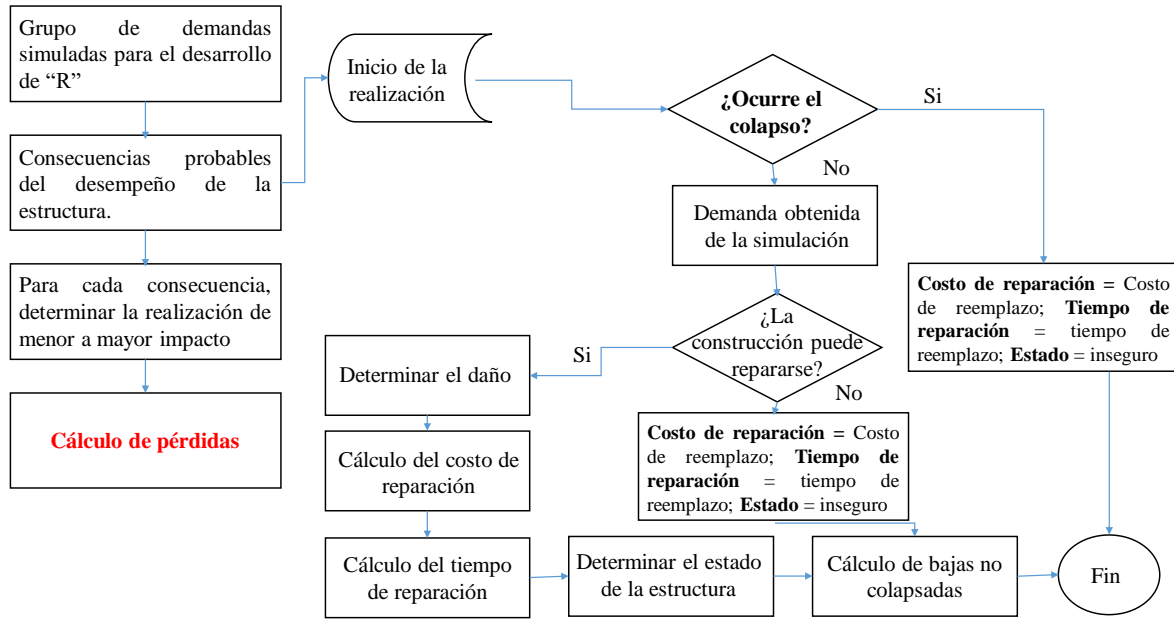 Grupo de demandas
simuladas para el desarrollo
de “R”
Consecuencias probables
del desempeño de la
estructura.
Para cada consecuencia,
determinar la realización de
menor a mayor impacto
Cálculo de pérdidas
Inicio de la
realización
¿Ocurre el
colapso?
Si
No
Demanda obtenida
de la simulación
¿La
construcción puede
repararse?
Si
No
Costo de reparación = Costo
de reemplazo; Tiempo de
reparación = tiempo de
reemplazo; Estado = inseguro
Determinar el daño
Cálculo del costo de
reparación
Cálculo del tiempo
de reparación
Determinar el estado
de la estructura
Costo de reparación = Costo
de reemplazo; Tiempo de
reparación = tiempo de
reemplazo; Estado = inseguro
Cálculo de bajas no
colapsadas
Fin